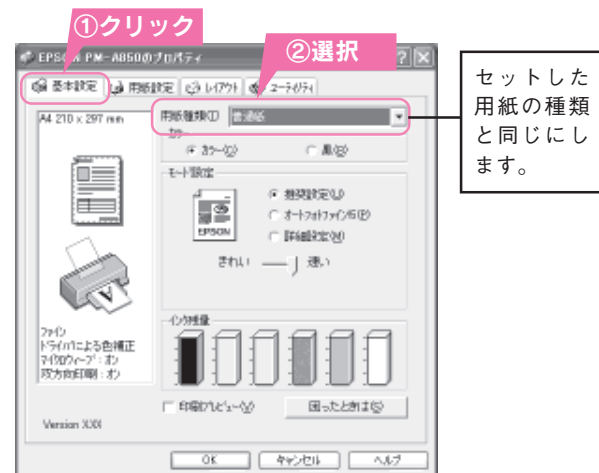 ①クリック
②選択
EPSON PM-A850のプロパティ
基本設定 用紙設定 レイアウト ユーティリティ
A4 210 x 297 mm
用紙種類(I) 普通紙
カラー
カラー(C) 黒(B)
モード設定
推奨設定(U)
オートフォトファイン!5(P)
詳細設定(M)
EPSON
きれい 速い
セットした
用紙の種類
と同じにし
ます。
ファイン
ドライバによる色補正
マイクロウィーブ：オン
双方向印刷：オン
インク残量
印刷プレビュー(V) 困ったときは(S)
Version X.XX
OK キャンセル ヘルプ